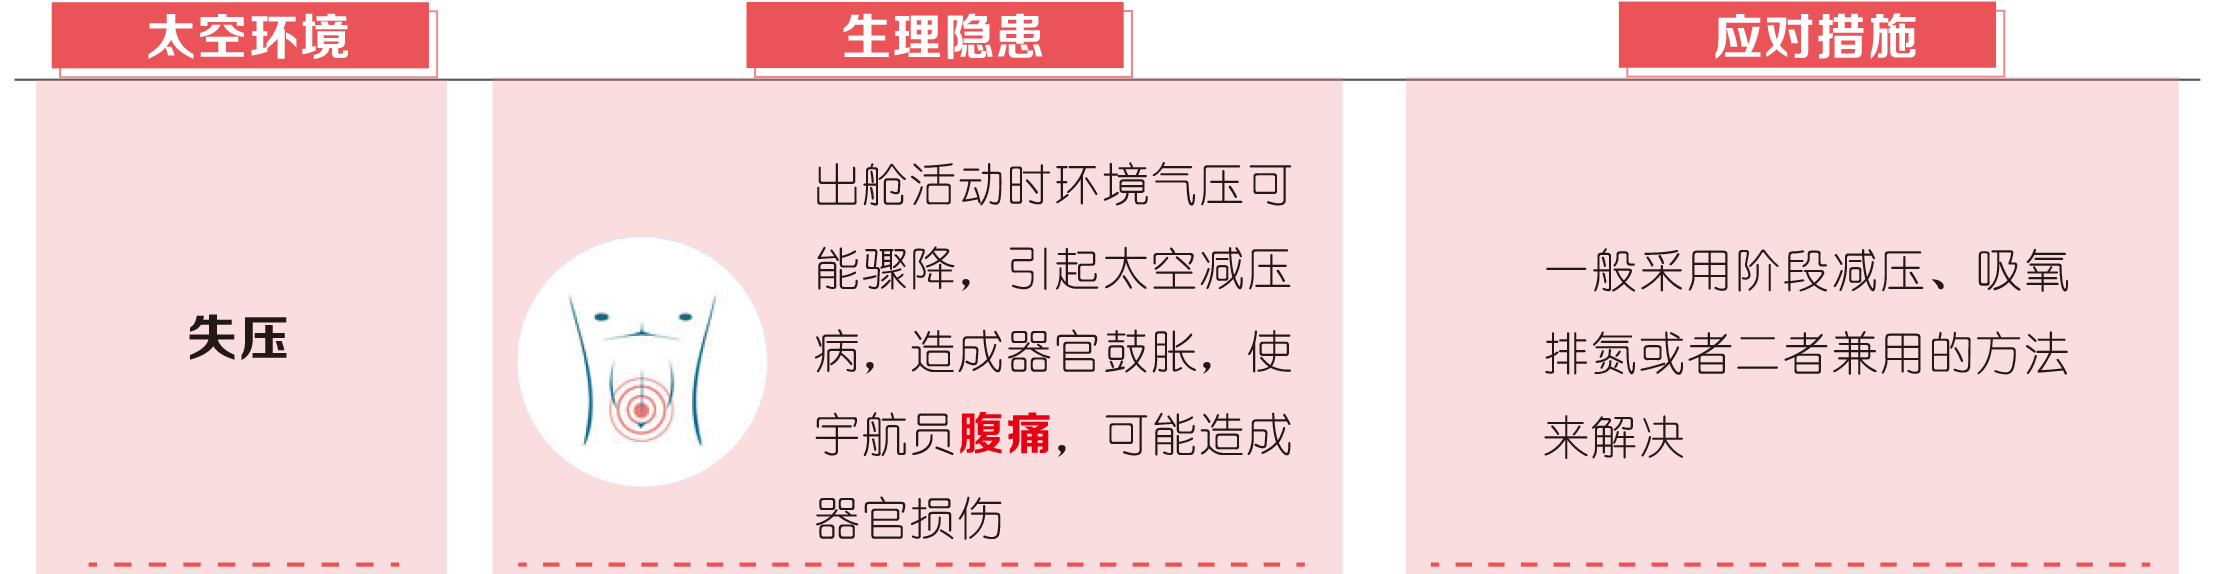 太空环境
生理隐患
应对措施
失压
出舱活动时环境气压可
能骤降，引起太空减压
病，造成器官鼓胀，使
宇航员腹痛，可能造成
器官损伤
一般采用阶段减压、吸氧
排氮或者二者兼用的方法
来解决